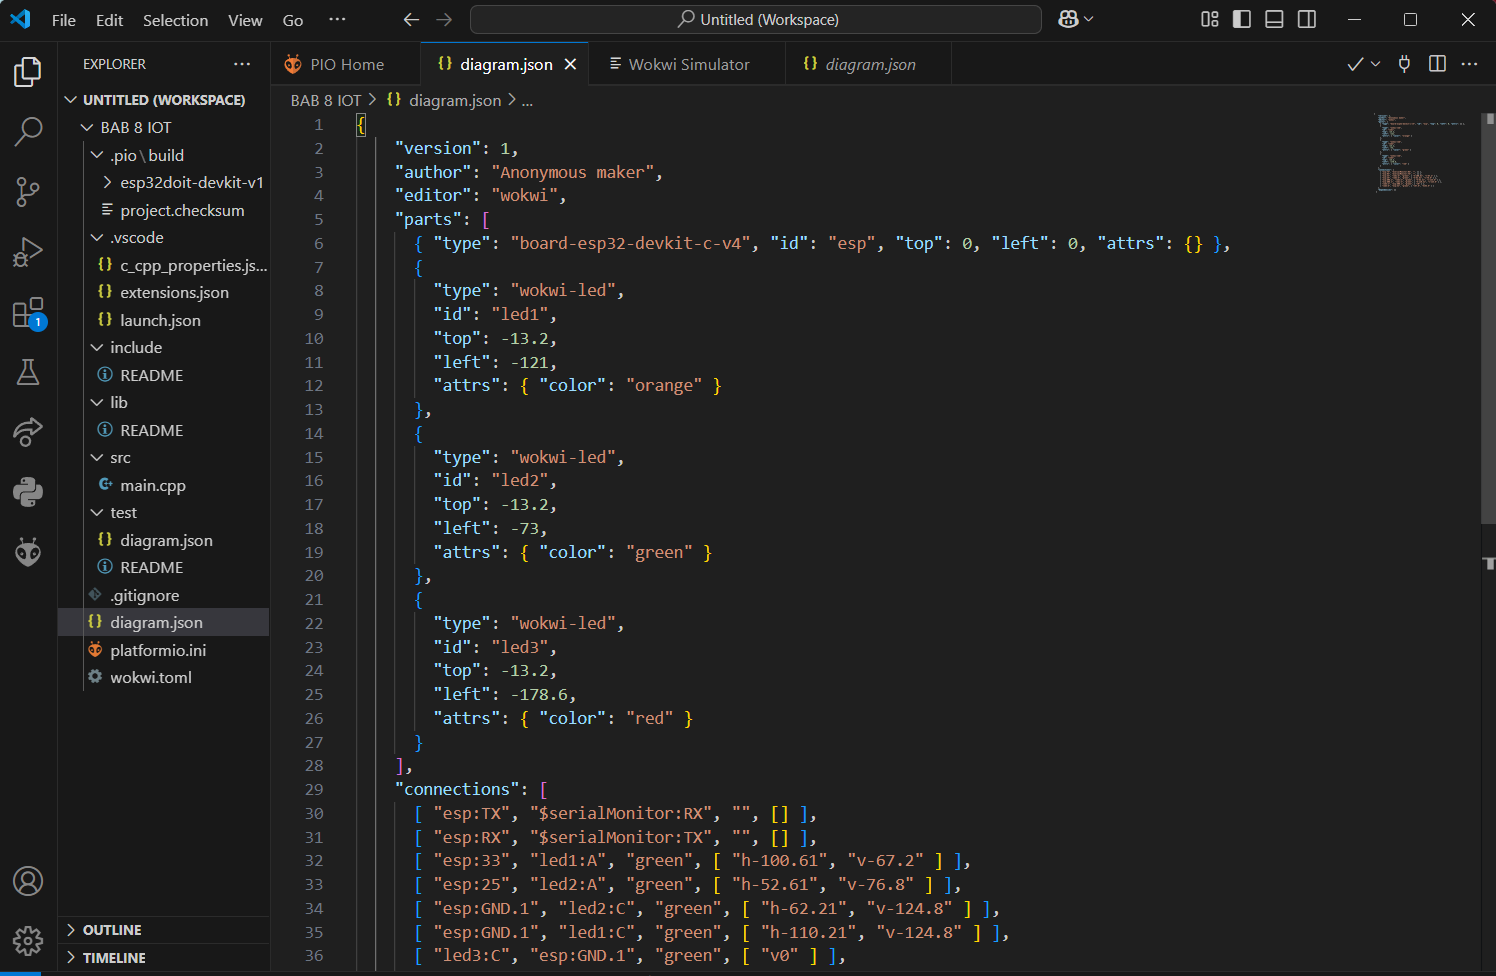 File Edit Selection View Go ··· Untitled (Workspace)
EXPLORER ···
UNTITLED (WORKSPACE)
BAB 8 IOT
.pio\build
esp32doit-devkit-v1
project.checksum
.vscode
c_cpp_properties.js...
extensions.json
launch.json
include
README
lib
README
src
main.cpp
test
diagram.json
README
.gitignore
diagram.json
platformio.ini
wokwi.toml
OUTLINE
TIMELINE
1
PIO Home {} diagram.json Wokwi Simulator {} diagram.json
BAB 8 IOT > {} diagram.json > ...
1 {
2 "version": 1,
3 "author": "Anonymous maker",
4 "editor": "wokwi",
5 "parts": [
6 { "type": "board-esp32-devkit-c-v4", "id": "esp", "top": 0, "left": 0, "attrs": {} },
7 {
8 "type": "wokwi-led",
9 "id": "led1",
10 "top": -13.2,
11 "left": -121,
12 "attrs": { "color": "orange" }
13 },
14 {
15 "type": "wokwi-led",
16 "id": "led2",
17 "top": -13.2,
18 "left": -73,
19 "attrs": { "color": "green" }
20 },
21 {
22 "type": "wokwi-led",
23 "id": "led3",
24 "top": -13.2,
25 "left": -178.6,
26 "attrs": { "color": "red" }
27 }
28 ],
29 "connections": [
30 [ "esp:TX", "$serialMonitor:RX", "", [] ],
31 [ "esp:RX", "$serialMonitor:TX", "", [] ],
32 [ "esp:33", "led1:A", "green", [ "h-100.61", "v-67.2" ] ],
33 [ "esp:25", "led2:A", "green", [ "h-52.61", "v-76.8" ] ],
34 [ "esp:GND.1", "led2:C", "green", [ "h-62.21", "v-124.8" ] ],
35 [ "esp:GND.1", "led1:C", "green", [ "h-110.21", "v-124.8" ] ],
36 [ "led3:C", "esp:GND.1", "green", [ "v0" ] ],